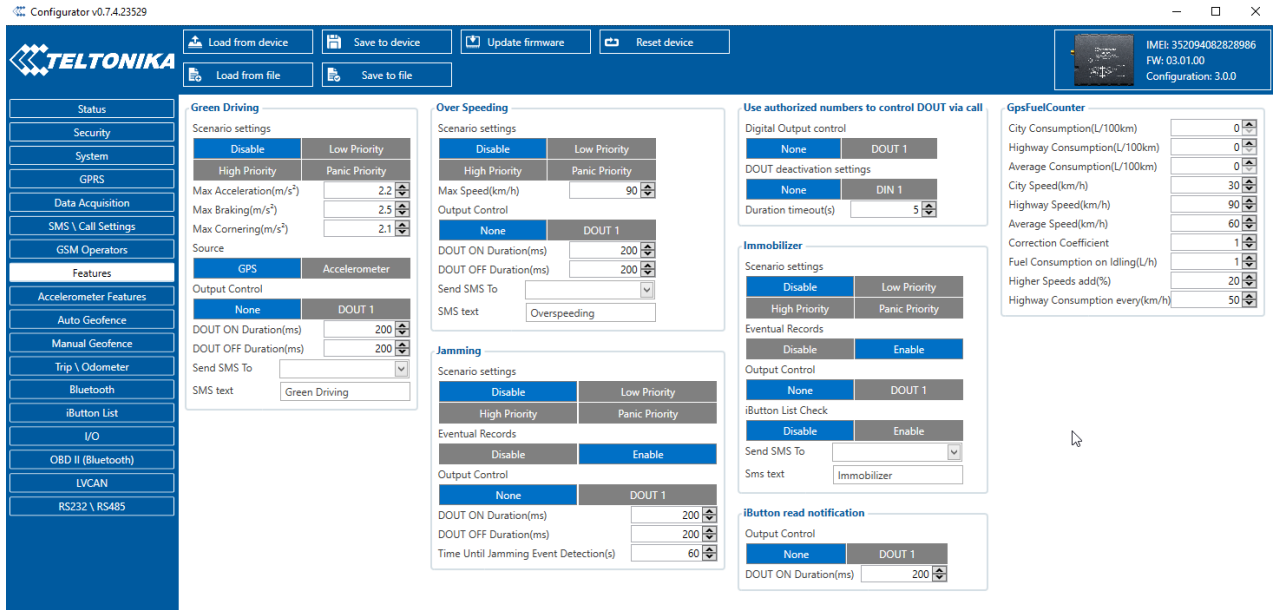 Configurator v0.7.4.23529
TELTONIKA
Load from device
Save to device
Update firmware
Reset device
Load from file
Save to file
IMEI: 352094082828986
FW: 03.01.00
Configuration: 3.0.0
Status
Security
System
GPRS
Data Acquisition
SMS \ Call Settings
GSM Operators
Features
Accelerometer Features
Auto Geofence
Manual Geofence
Trip \ Odometer
Bluetooth
iButton List
I/O
OBD II (Bluetooth)
LVCAN
RS232 \ RS485
Green Driving
Scenario settings
Disable Low Priority
High Priority Panic Priority
Max Acceleration(m/s²) 2.2
Max Braking(m/s²) 2.5
Max Cornering(m/s²) 2.1
Source
GPS Accelerometer
Output Control
None DOUT 1
DOUT ON Duration(ms) 200
DOUT OFF Duration(ms) 200
Send SMS To
SMS text Green Driving
Over Speeding
Scenario settings
Disable Low Priority
High Priority Panic Priority
Max Speed(km/h) 90
Output Control
None DOUT 1
DOUT ON Duration(ms) 200
DOUT OFF Duration(ms) 200
Send SMS To
SMS text Overspeeding
Jamming
Scenario settings
Disable Low Priority
High Priority Panic Priority
Eventual Records
Disable Enable
Output Control
None DOUT 1
DOUT ON Duration(ms) 200
DOUT OFF Duration(ms) 200
Time Until Jamming Event Detection(s) 60
Use authorized numbers to control DOUT via call
Digital Output control
None DOUT 1
DOUT deactivation settings
None DIN 1
Duration timeout(s) 5
Immobilizer
Scenario settings
Disable Low Priority
High Priority Panic Priority
Eventual Records
Disable Enable
Output Control
None DOUT 1
iButton List Check
Disable Enable
Send SMS To
Sms text Immobilizer
iButton read notification
Output Control
None DOUT 1
DOUT ON Duration(ms) 200
GpsFuelCounter
City Consumption(L/100km) 0
Highway Consumption(L/100km) 0
Average Consumption(L/100km) 0
City Speed(km/h) 30
Highway Speed(km/h) 90
Average Speed(km/h) 60
Correction Coefficient 1
Fuel Consumption on Idling(L/h) 1
Higher Speeds add(%) 20
Highway Consumption every(km/h) 50